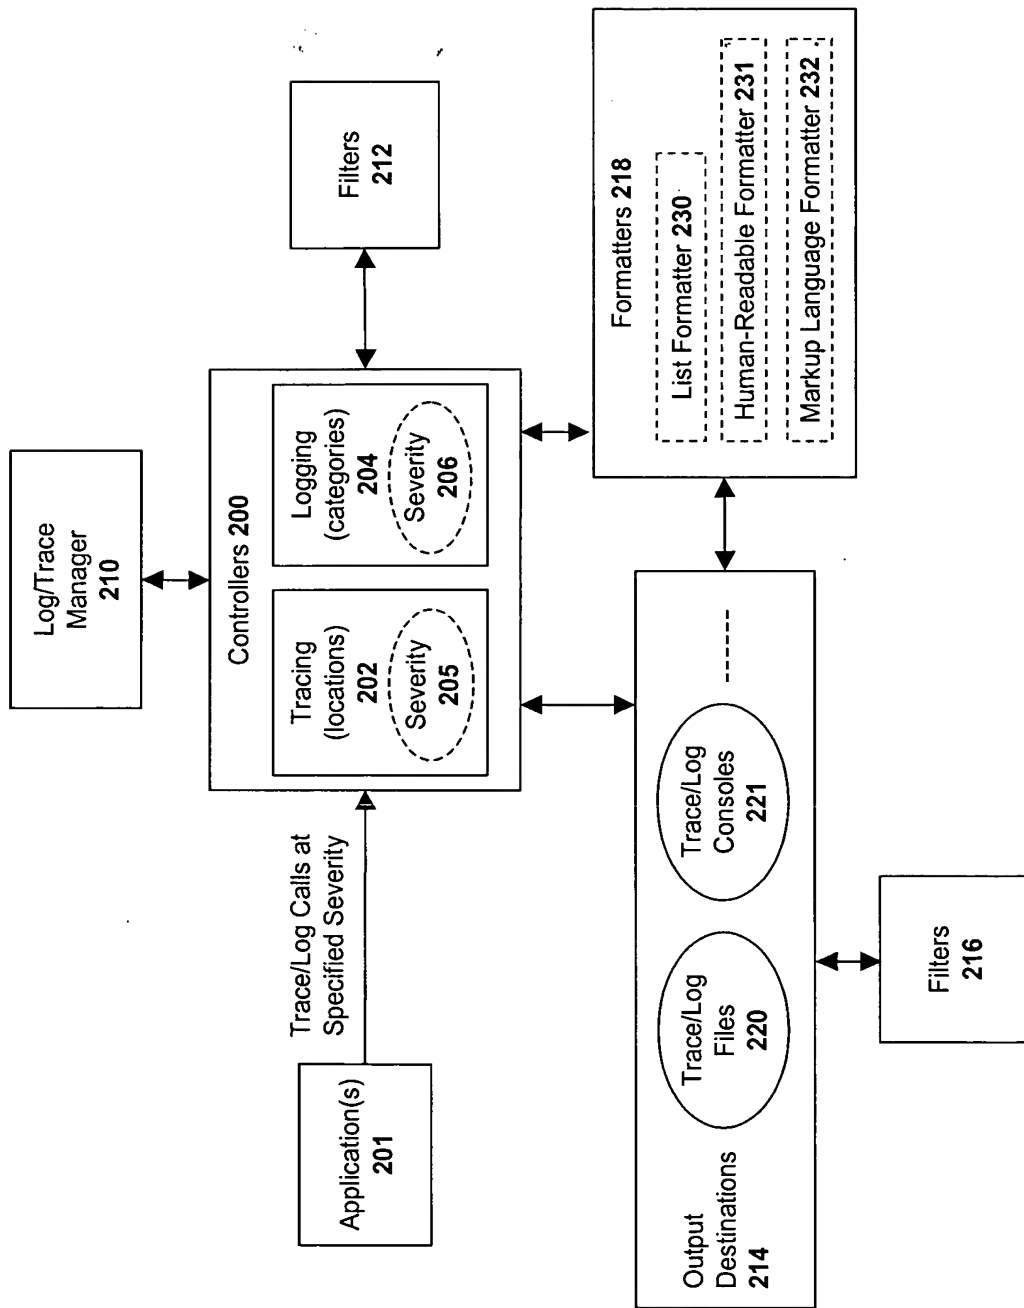 Log/Trace
Manager
210
Controllers 200
Tracing
(locations)
202
Severity
205
Logging
(categories)
204
Severity
206
Filters
212
Trace/Log Calls at
Specified Severity
Application(s)
201
Formatters 218
List Formatter 230
Human-Readable Formatter 231
Markup Language Formatter 232
Output
Destinations
214
Trace/Log
Files
220
Trace/Log
Consoles
221
Filters
216